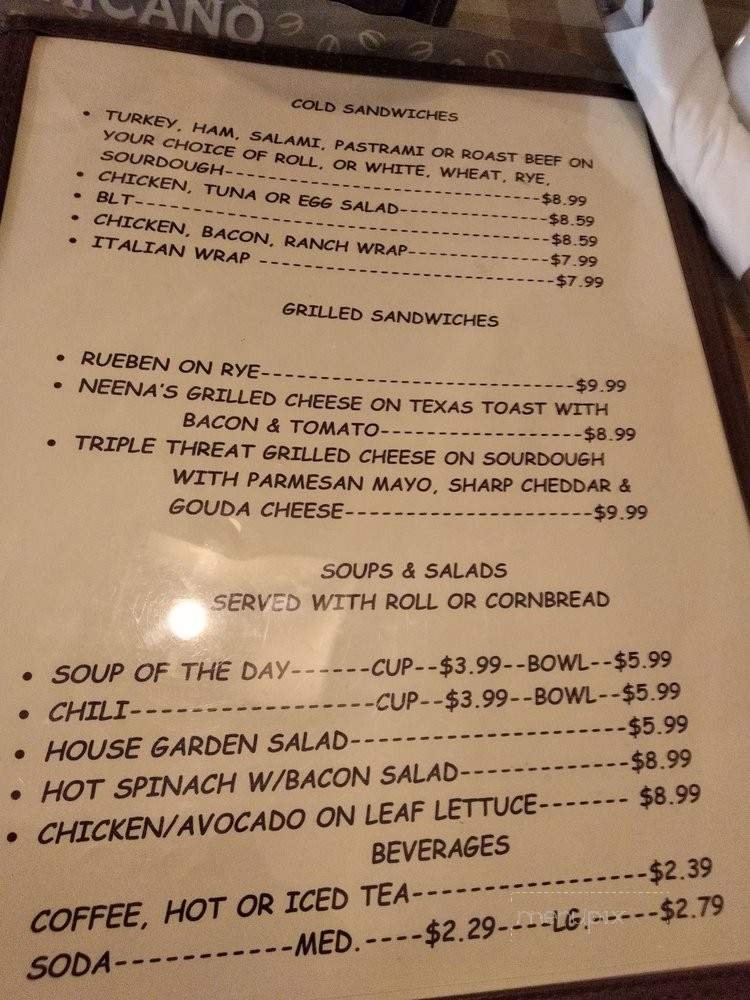 COLD SANDWICHES
• TURKEY, HAM, SALAMI, PASTRAMI OR ROAST BEEF ON
YOUR CHOICE OF ROLL, OR WHITE, WHEAT, RYE,
SOURDOUGH--------------------------------$8.99
• CHICKEN, TUNA OR EGG SALAD---------------$8.59
• BLT------------------------------------------$8.59
• CHICKEN, BACON, RANCH WRAP--------------$7.99
• ITALIAN WRAP -----------------------------$7.99
GRILLED SANDWICHES
• RUEBEN ON RYE-----------------------------$9.99
• NEENA'S GRILLED CHEESE ON TEXAS TOAST WITH
BACON & TOMATO------------------$8.99
• TRIPLE THREAT GRILLED CHEESE ON SOURDOUGH
WITH PARMESAN MAYO, SHARP CHEDDAR &
GOUDA CHEESE----------------------$9.99
SOUPS & SALADS
SERVED WITH ROLL OR CORNBREAD
• SOUP OF THE DAY------CUP--$3.99--BOWL--$5.99
• CHILI-----------------CUP--$3.99--BOWL--$5.99
• HOUSE GARDEN SALAD--------------------$5.99
• HOT SPINACH W/BACON SALAD------------$8.99
• CHICKEN/AVOCADO ON LEAF LETTUCE------- $8.99
BEVERAGES
COFFEE, HOT OR ICED TEA----------------$2.39
SODA-----------MED.----$2.29----LG.-----$2.79
menupix